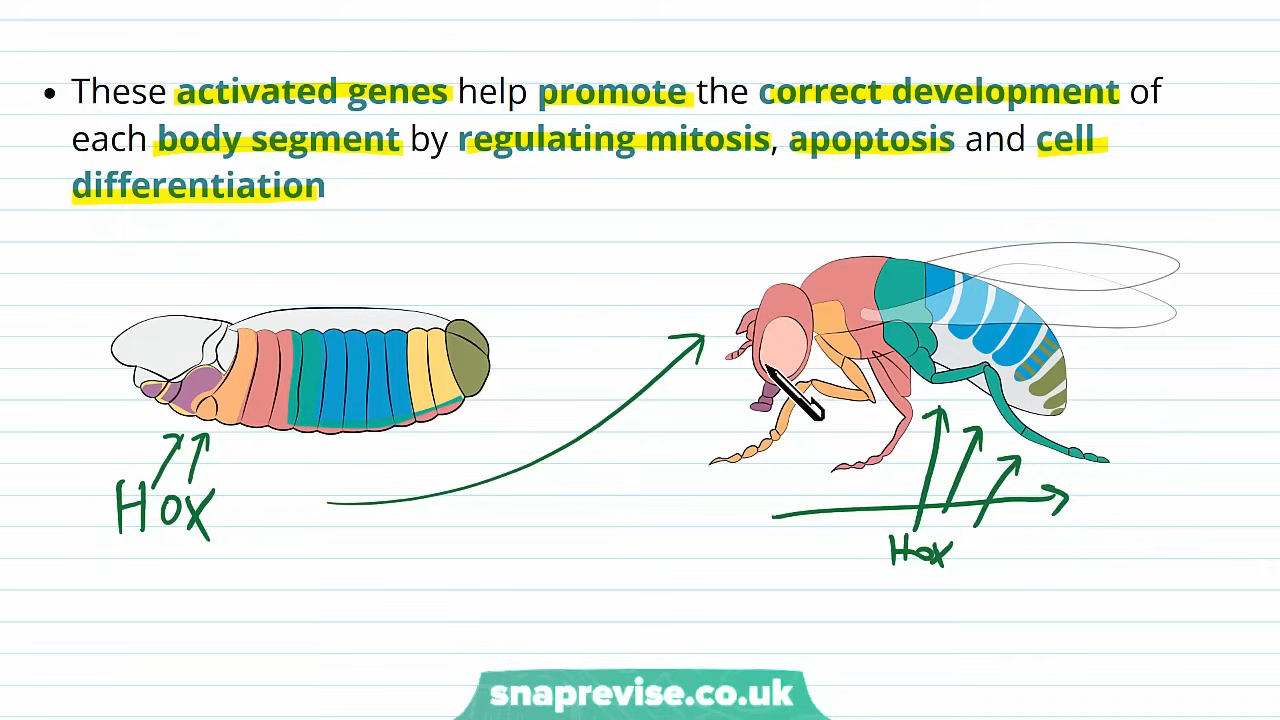 • These activated genes help promote the correct development of
each body segment by regulating mitosis, apoptosis and cell
differentiation
HOX
Hox
snaprevise.co.uk